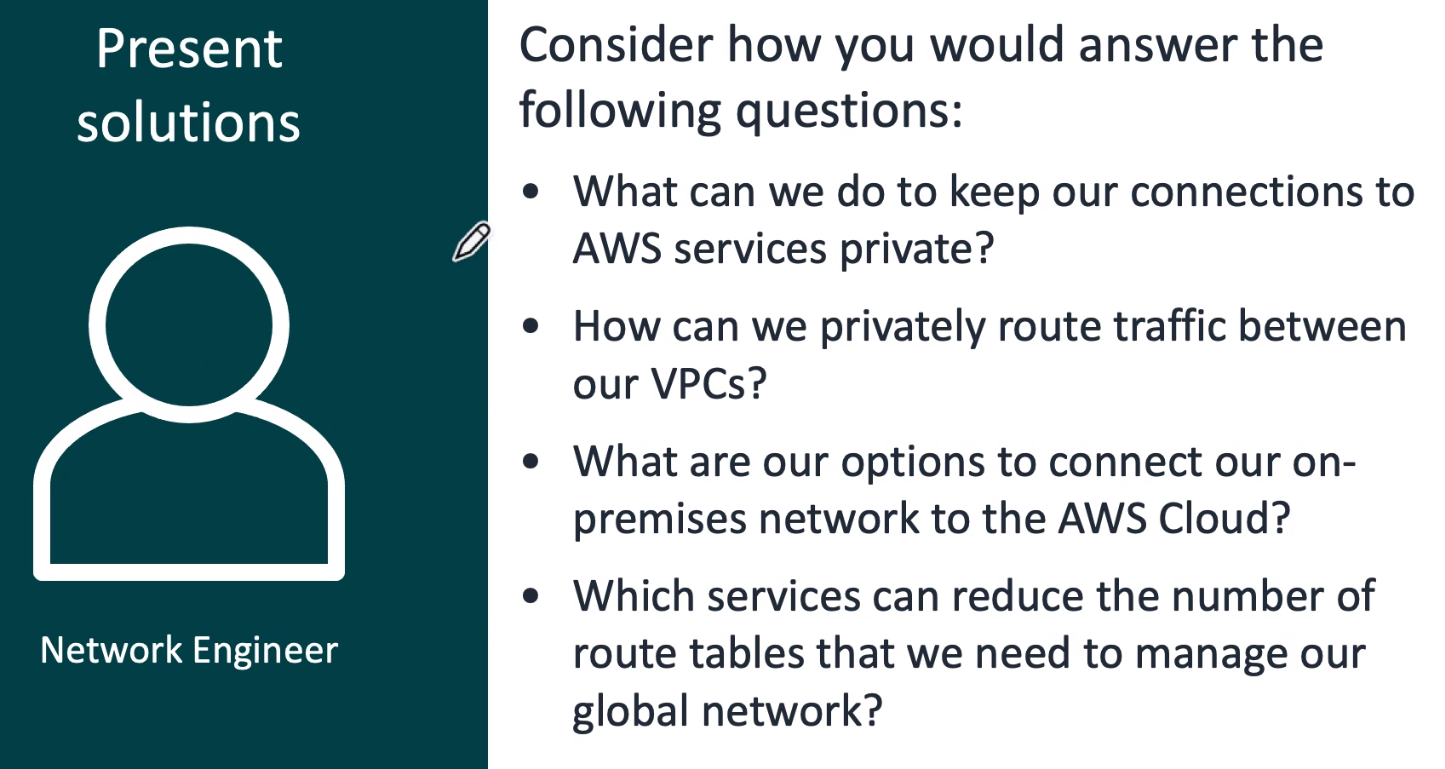 Present
solutions
Network Engineer
Consider how you would answer the
following questions:
• What can we do to keep our connections to
AWS services private?
• How can we privately route traffic between
our VPCs?
• What are our options to connect our on-
premises network to the AWS Cloud?
• Which services can reduce the number of
route tables that we need to manage our
global network?